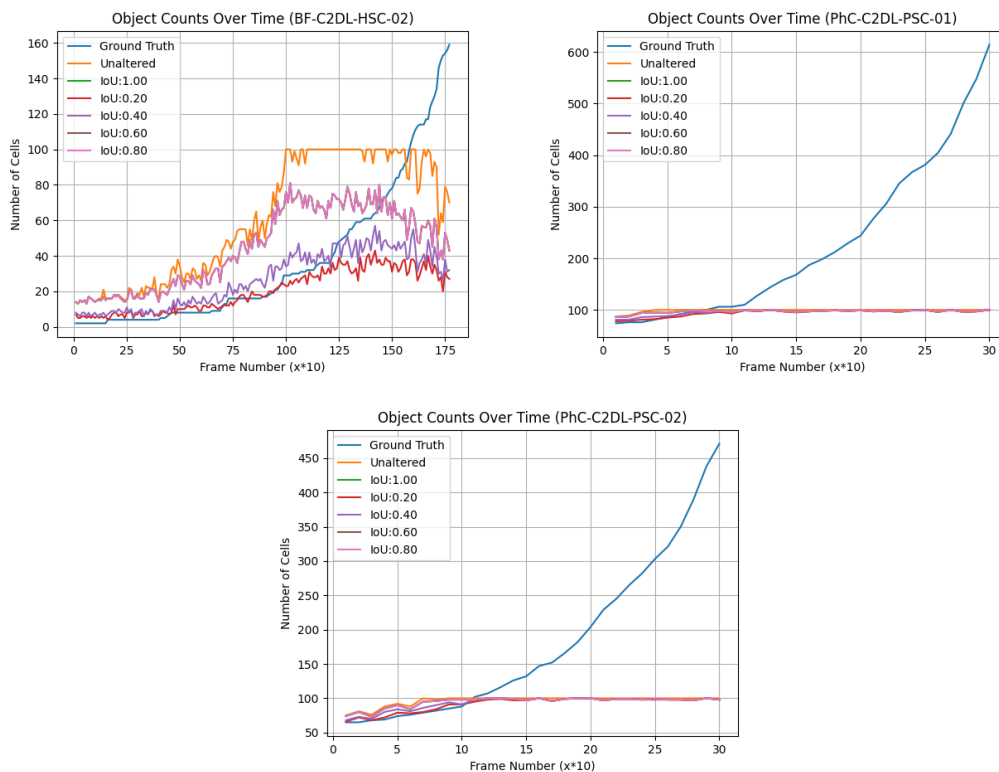 Object Counts Over Time (BF-C2DL-HSC-02)
Number of Cells
160
140
120
100
80
60
40
20
0
Ground Truth
Unaltered
IoU:1.00
IoU:0.20
IoU:0.40
IoU:0.60
IoU:0.80
0 25 50 75 100 125 150 175
Frame Number (x*10)
Object Counts Over Time (PhC-C2DL-PSC-01)
Number of Cells
600
500
400
300
200
100
Ground Truth
Unaltered
IoU:1.00
IoU:0.20
IoU:0.40
IoU:0.60
IoU:0.80
0 5 10 15 20 25 30
Frame Number (x*10)
Object Counts Over Time (PhC-C2DL-PSC-02)
Number of Cells
450
400
350
300
250
200
150
100
50
Ground Truth
Unaltered
IoU:1.00
IoU:0.20
IoU:0.40
IoU:0.60
IoU:0.80
0 5 10 15 20 25 30
Frame Number (x*10)